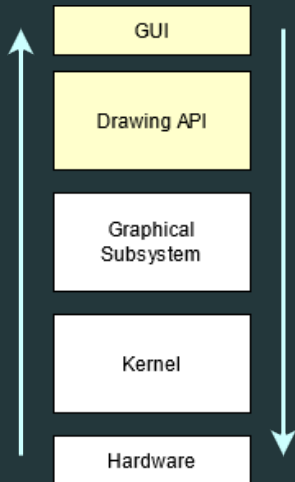 GUI
Drawing API
Graphical
Subsystem
Kernel
Hardware